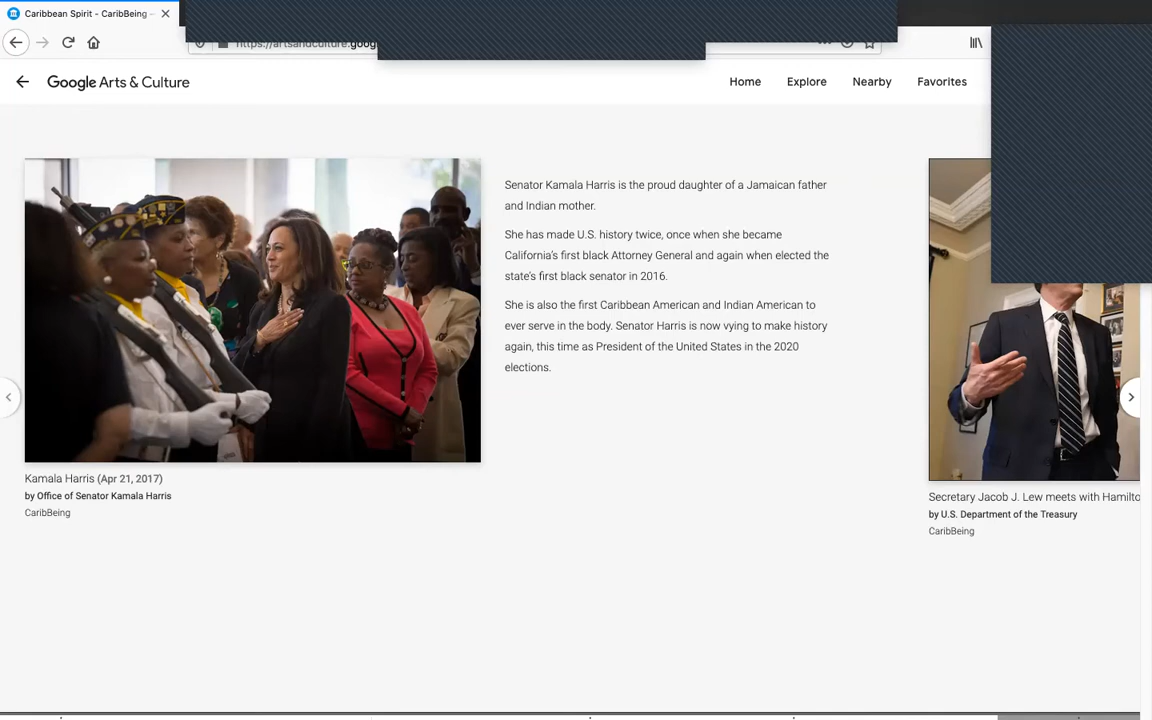 Caribbean Spirit - CaribBeing
https://artsandculture.goog
Google Arts & Culture
Home
Explore
Nearby
Favorites
Senator Kamala Harris is the proud daughter of a Jamaican father
and Indian mother.
She has made U.S. history twice, once when she became
California's first black Attorney General and again when elected the
state's first black senator in 2016.
She is also the first Caribbean American and Indian American to
ever serve in the body. Senator Harris is now vying to make history
again, this time as President of the United States in the 2020
elections.
Kamala Harris (Apr 21, 2017)
by Office of Senator Kamala Harris
CaribBeing
Secretary Jacob J. Lew meets with Hamilto
by U.S. Department of the Treasury
CaribBeing